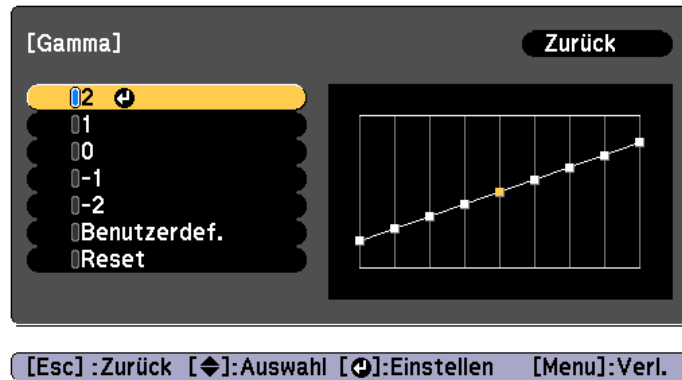 [Gamma] Zurück
2
1
0
-1
-2
Benutzerdef.
Reset
[Esc] :Zurück [◆]:Auswahl [↵]:Einstellen [Menu]:Verl.